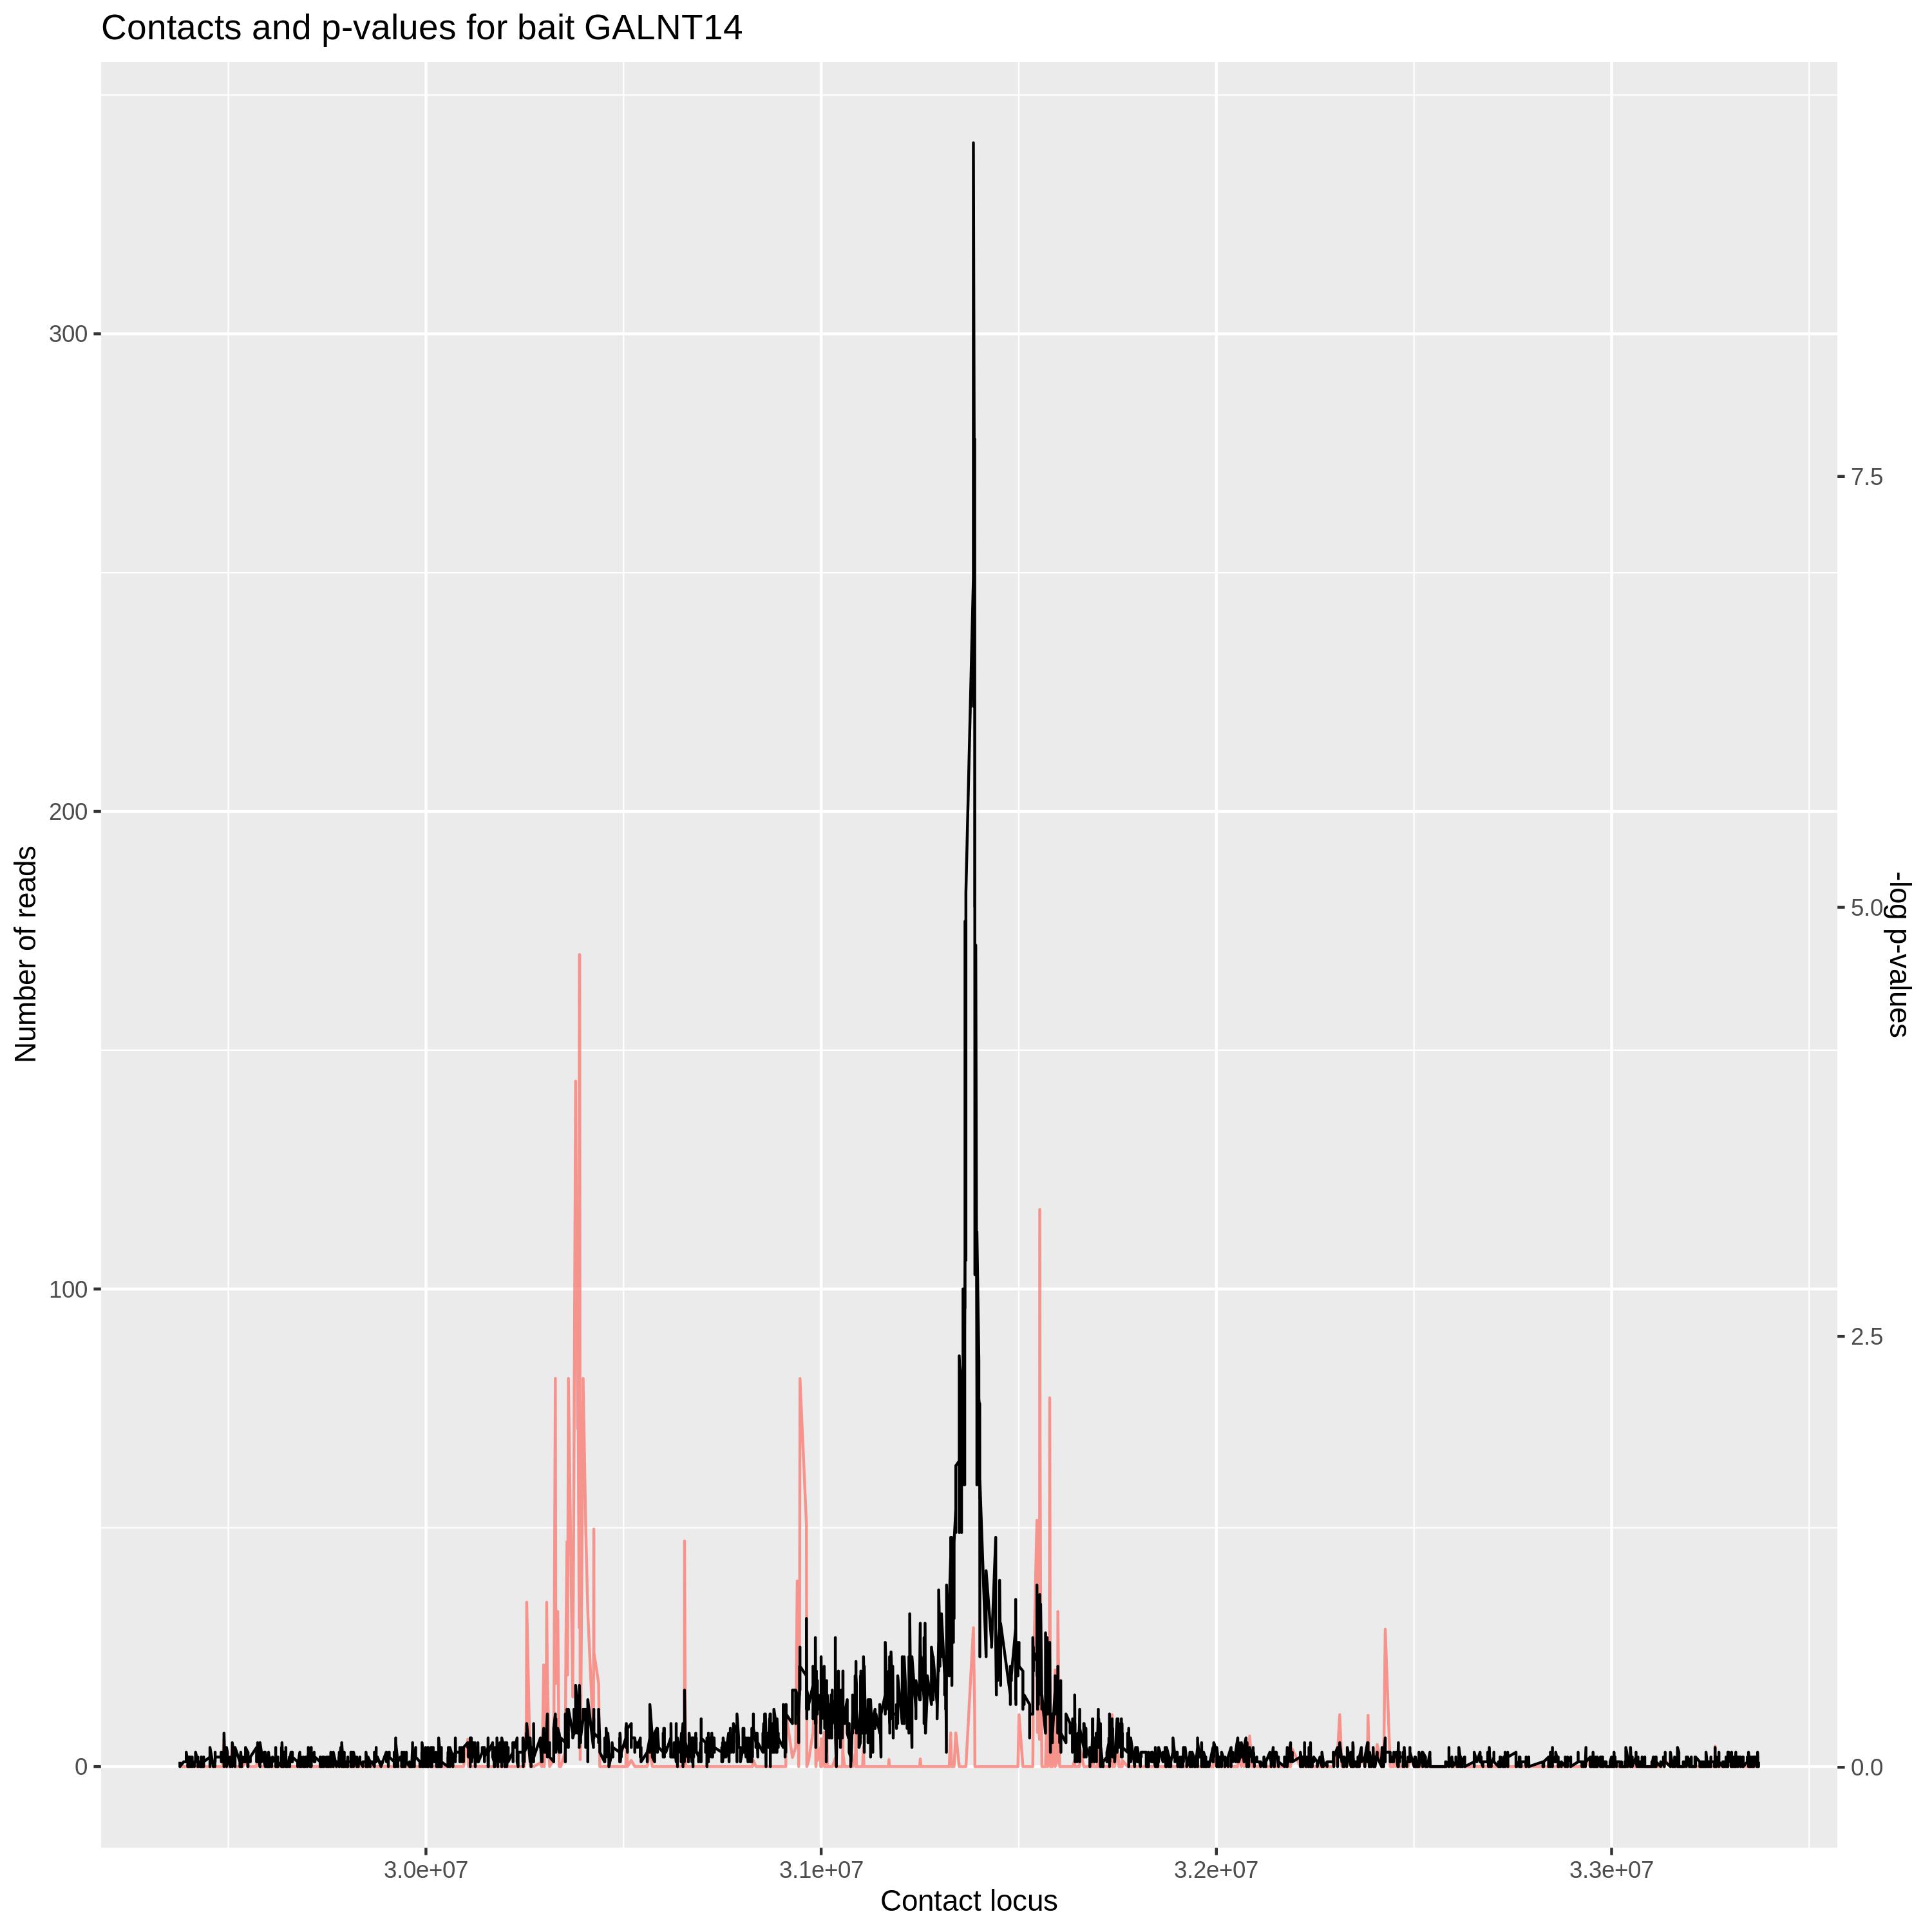 Contacts and p-values for bait GALNT14
Number of reads
300
200
100
0
7.5
5.0
2.5
0.0
-log p-values
3.0e+07 3.1e+07 3.2e+07 3.3e+07
Contact locus